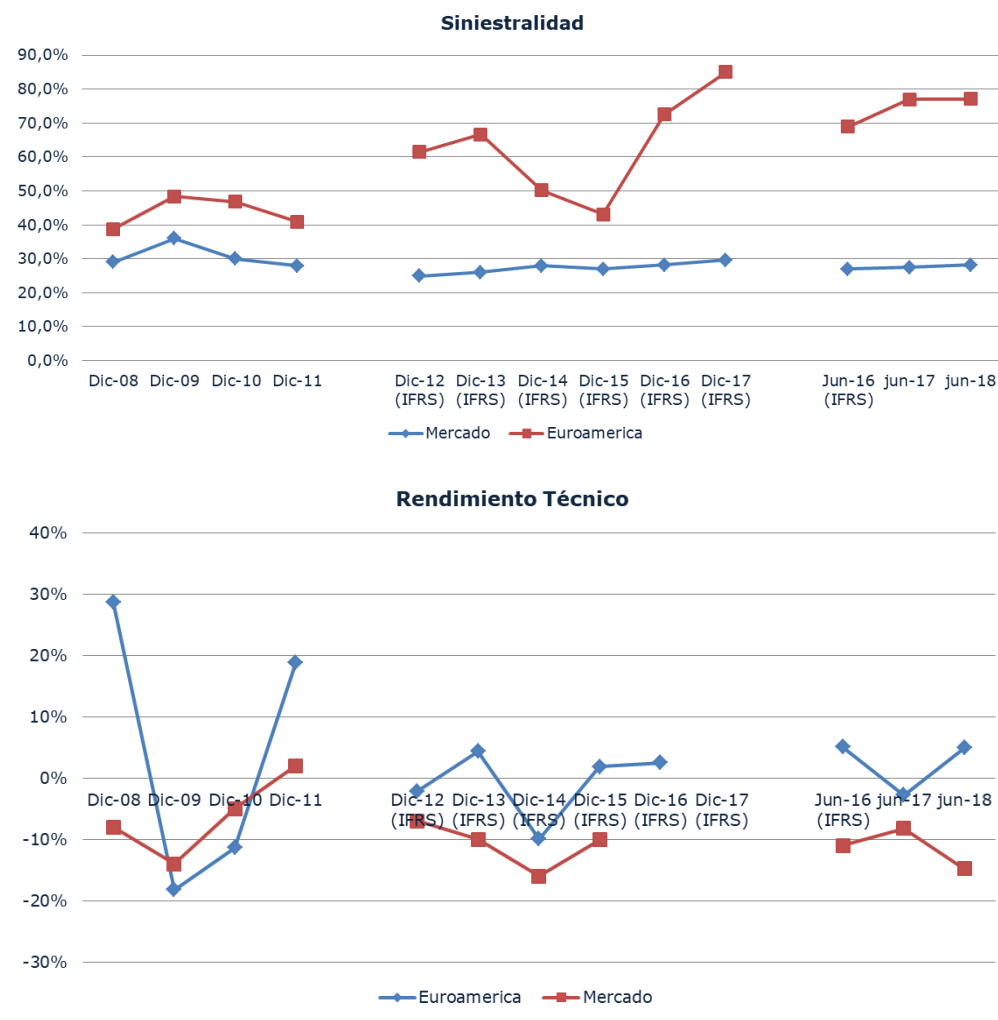 Siniestralidad
90,0%
80,0%
70,0%
60,0%
50,0%
40,0%
30,0%
20,0%
10,0%
0,0%
Dic-08 Dic-09 Dic-10 Dic-11 Dic-12 Dic-13 Dic-14 Dic-15 Dic-16 Dic-17 Jun-16 jun-17 jun-18
(IFRS) (IFRS) (IFRS) (IFRS) (IFRS) (IFRS) (IFRS)
Mercado Euroamerica
Rendimiento Técnico
40%
30%
20%
10%
0%
Dic-08 Dic-09 Dic-10 Dic-11 Dic-12 Dic-13 Dic-14 Dic-15 Dic-16 Dic-17 Jun-16 jun-17 jun-18
(IFRS) (IFRS) (IFRS) (IFRS) (IFRS) (IFRS) (IFRS)
-10%
-20%
-30%
Euroamerica Mercado